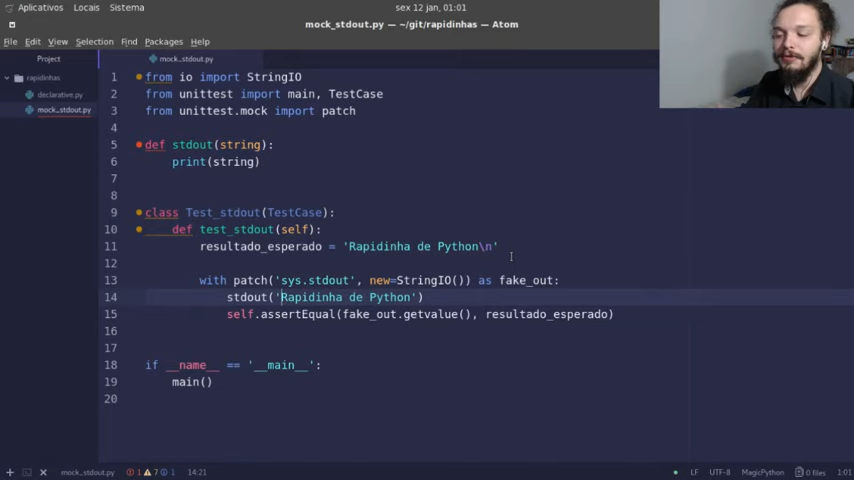 Aplicativos Locais Sistema sex 12 jan, 01:01
mock_stdout.py — ~/git/rapidinhas — Atom
File Edit View Selection Find Packages Help
Project mock_stdout.py
rapidinhas
declarative.py
mock_stdout.py
1 from io import StringIO
2 from unittest import main, TestCase
3 from unittest.mock import patch
4
5 def stdout(string):
6 print(string)
7
8
9 class Test_stdout(TestCase):
10 def test_stdout(self):
11 resultado_esperado = 'Rapidinha de Python\n'
12
13 with patch('sys.stdout', new=StringIO()) as fake_out:
14 stdout('Rapidinha de Python')
15 self.assertEqual(fake_out.getvalue(), resultado_esperado)
16
17
18 if __name__ == '__main__':
19 main()
20
mock_stdout.py 1 7 1 14:21 LF UTF-8 MagicPython 0 files 1:01